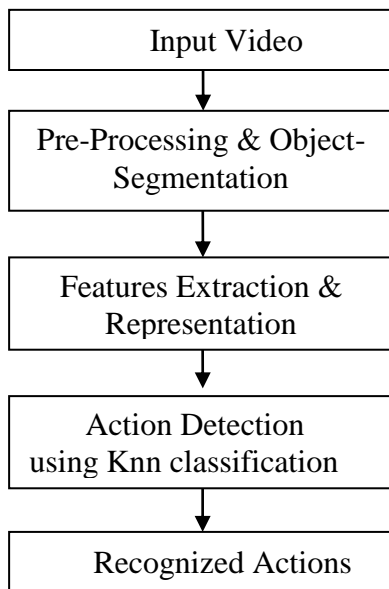 Input Video
Pre-Processing & Object-
Segmentation
Features Extraction &
Representation
Action Detection
using Knn classification
Recognized Actions